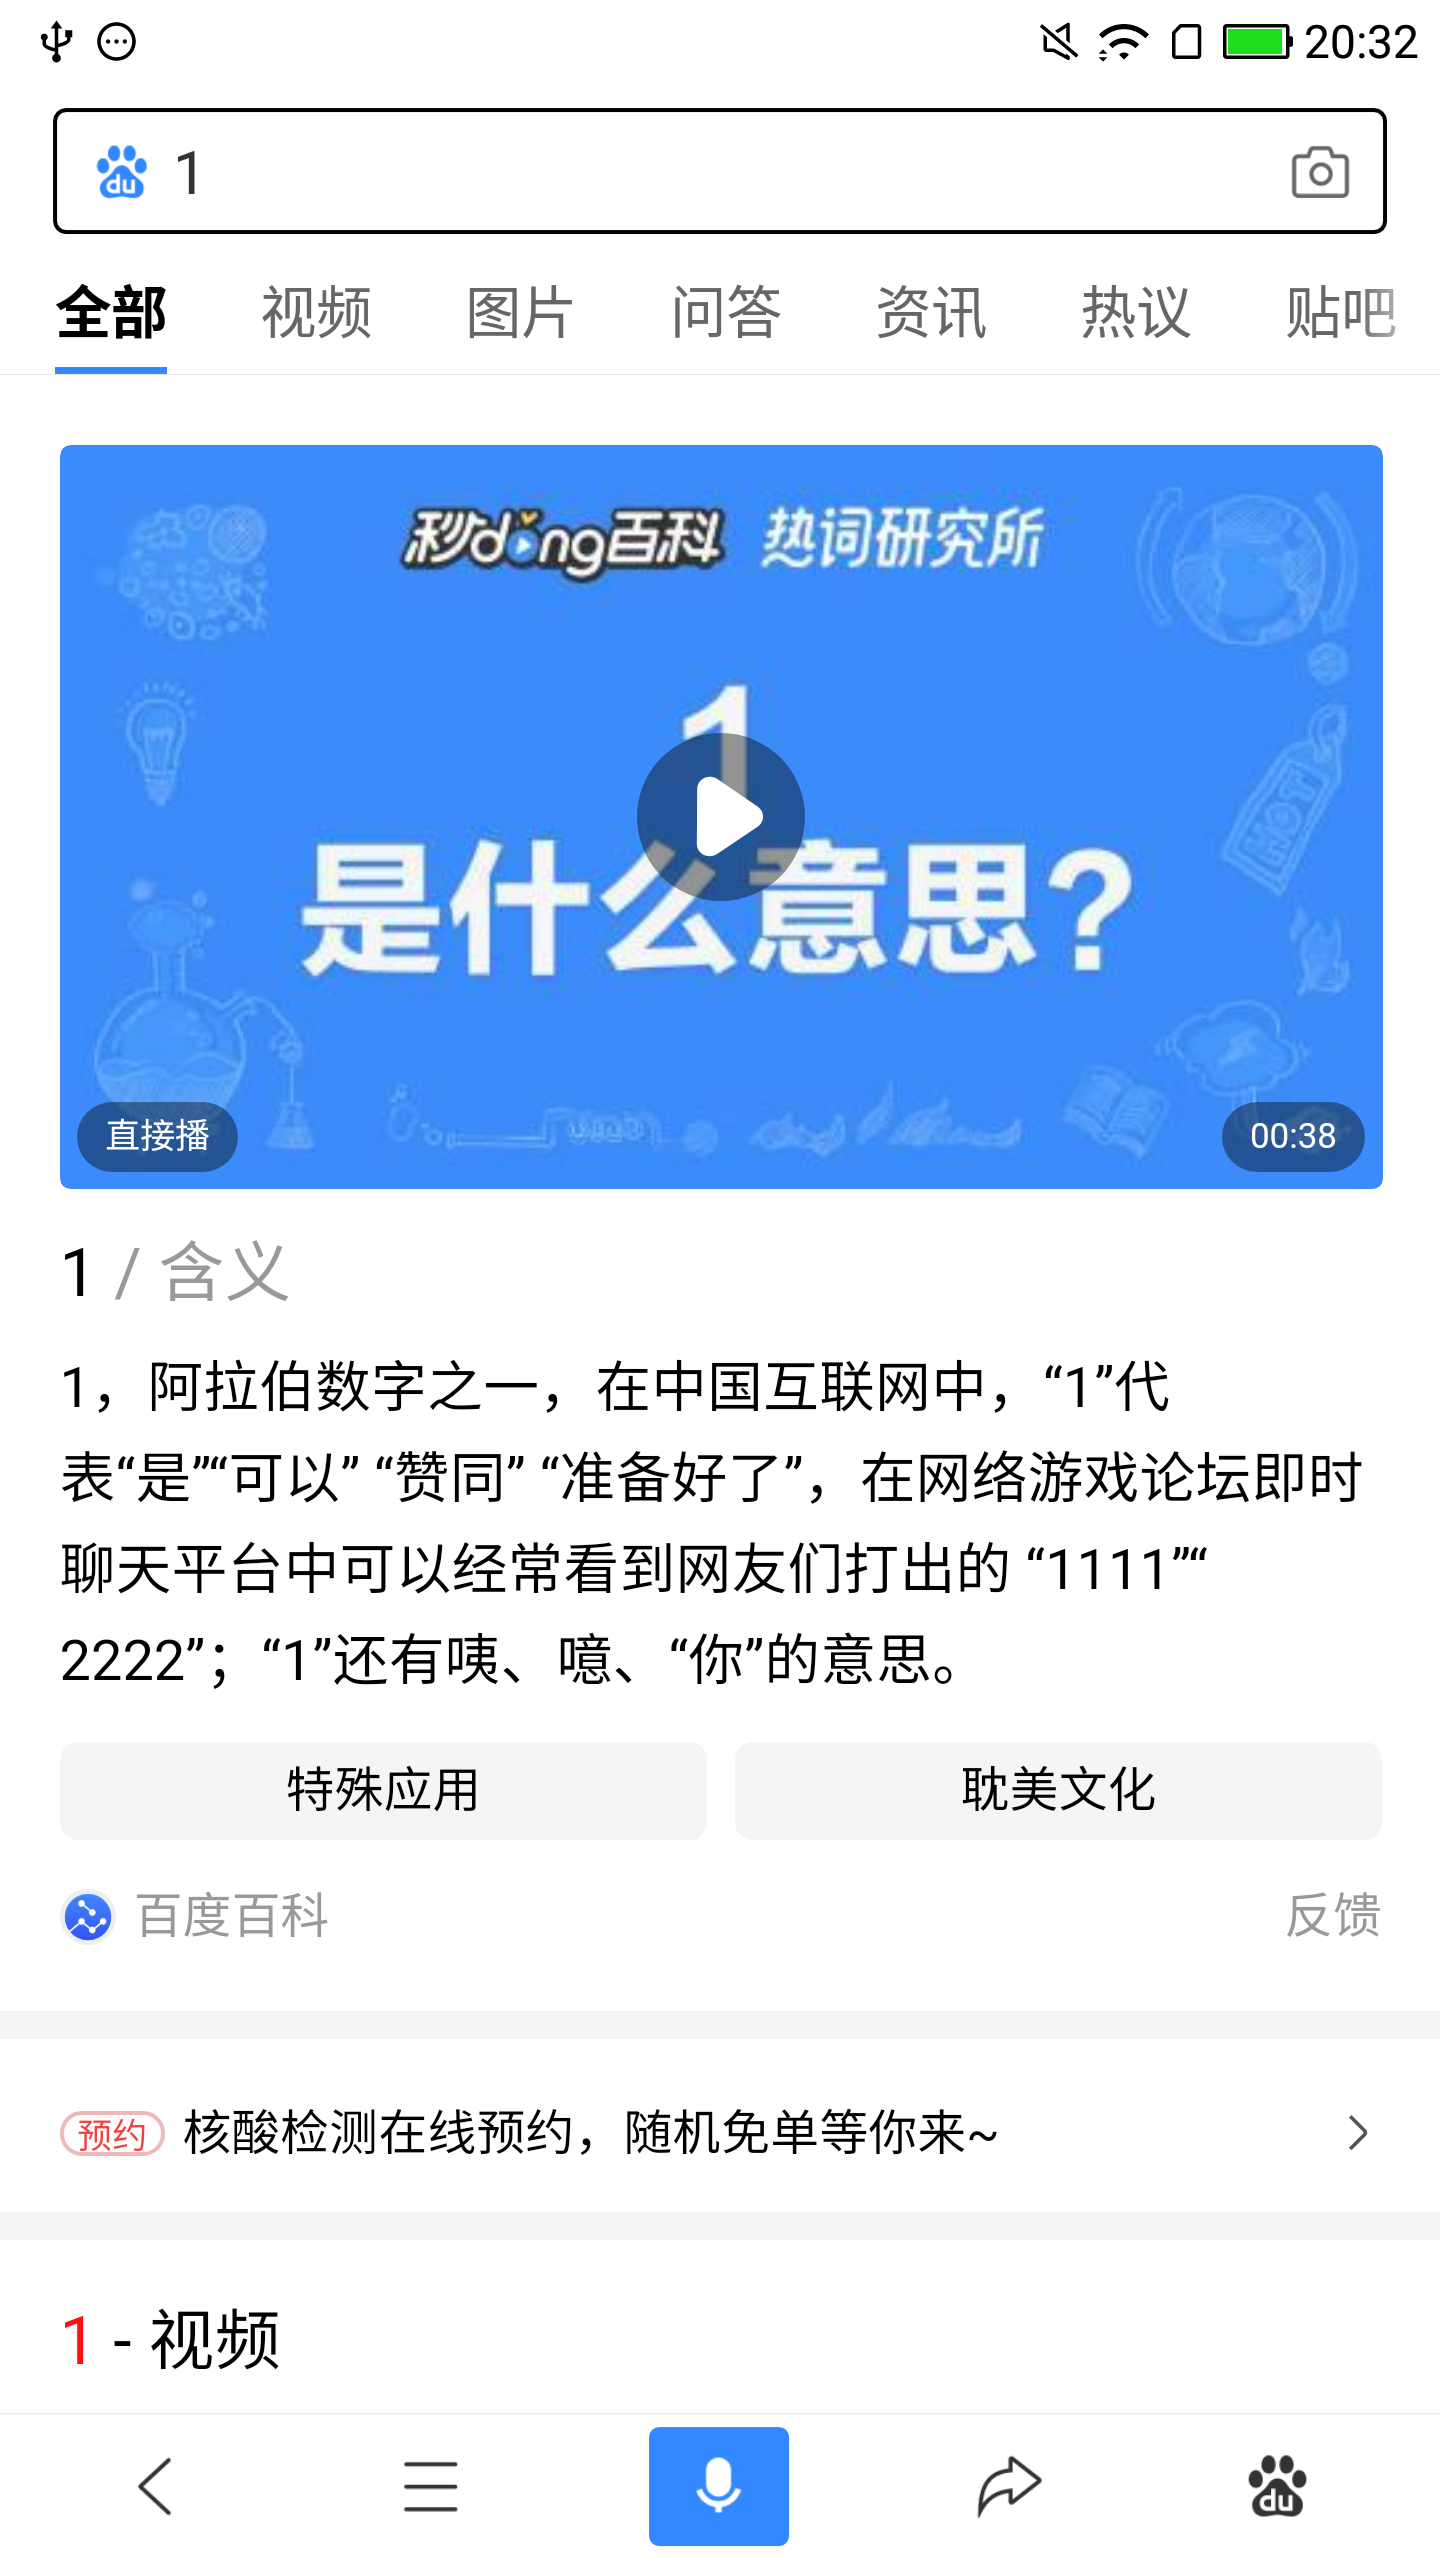 20:32
du 1
全部 视频 图片 问答 资讯 热议 贴吧
秒dong百科 热词研究所
HOT
1
是什么意思?
直接播 00:38
1 / 含义
1，阿拉伯数字之一，在中国互联网中，“1”代
表“是”“可以” “赞同” “准备好了”，在网络游戏论坛即时
聊天平台中可以经常看到网友们打出的 “1111”“
2222”；“1”还有咦、噫、“你”的意思。
特殊应用 耽美文化
百度百科 反馈
预约 核酸检测在线预约，随机免单等你来~
1 - 视频
du